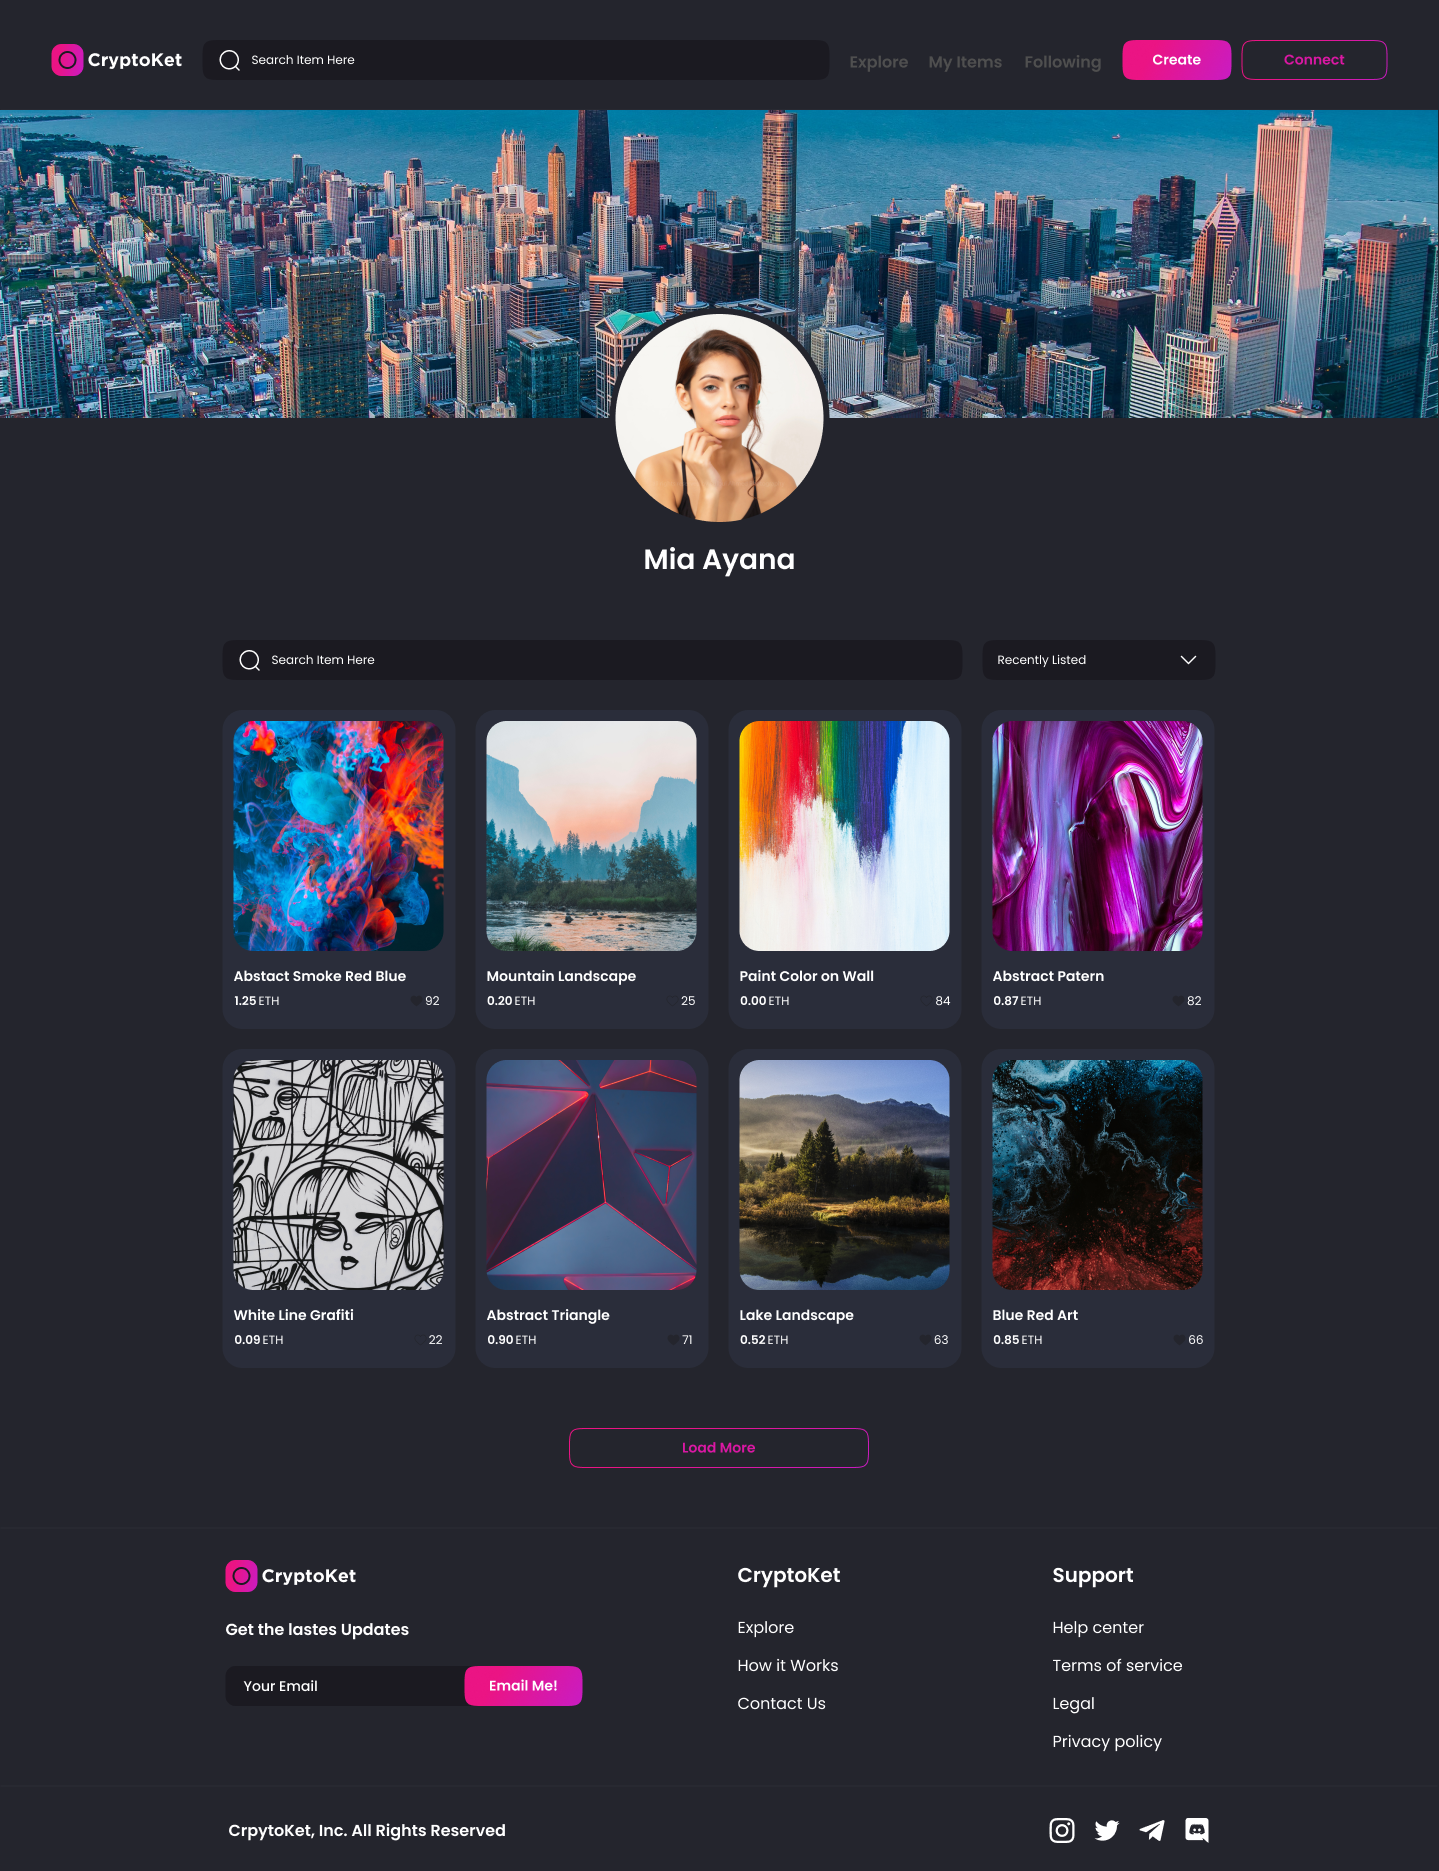 CryptoKet
Search Item Here
Explore
My Items
Following
Create
Connect
Mia Ayana
Search Item Here
Recently Listed
Abstact Smoke Red Blue
1.25 ETH
92
Mountain Landscape
0.20 ETH
25
Paint Color on Wall
0.00 ETH
84
Abstract Patern
0.87 ETH
82
White Line Grafiti
0.09 ETH
22
Abstract Triangle
0.90 ETH
71
Lake Landscape
0.52 ETH
63
Blue Red Art
0.85 ETH
66
Load More
CryptoKet
Get the lastes Updates
Your Email
Email Me!
CryptoKet
Explore
How it Works
Contact Us
Support
Help center
Terms of service
Legal
Privacy policy
CrpytoKet, Inc. All Rights Reserved